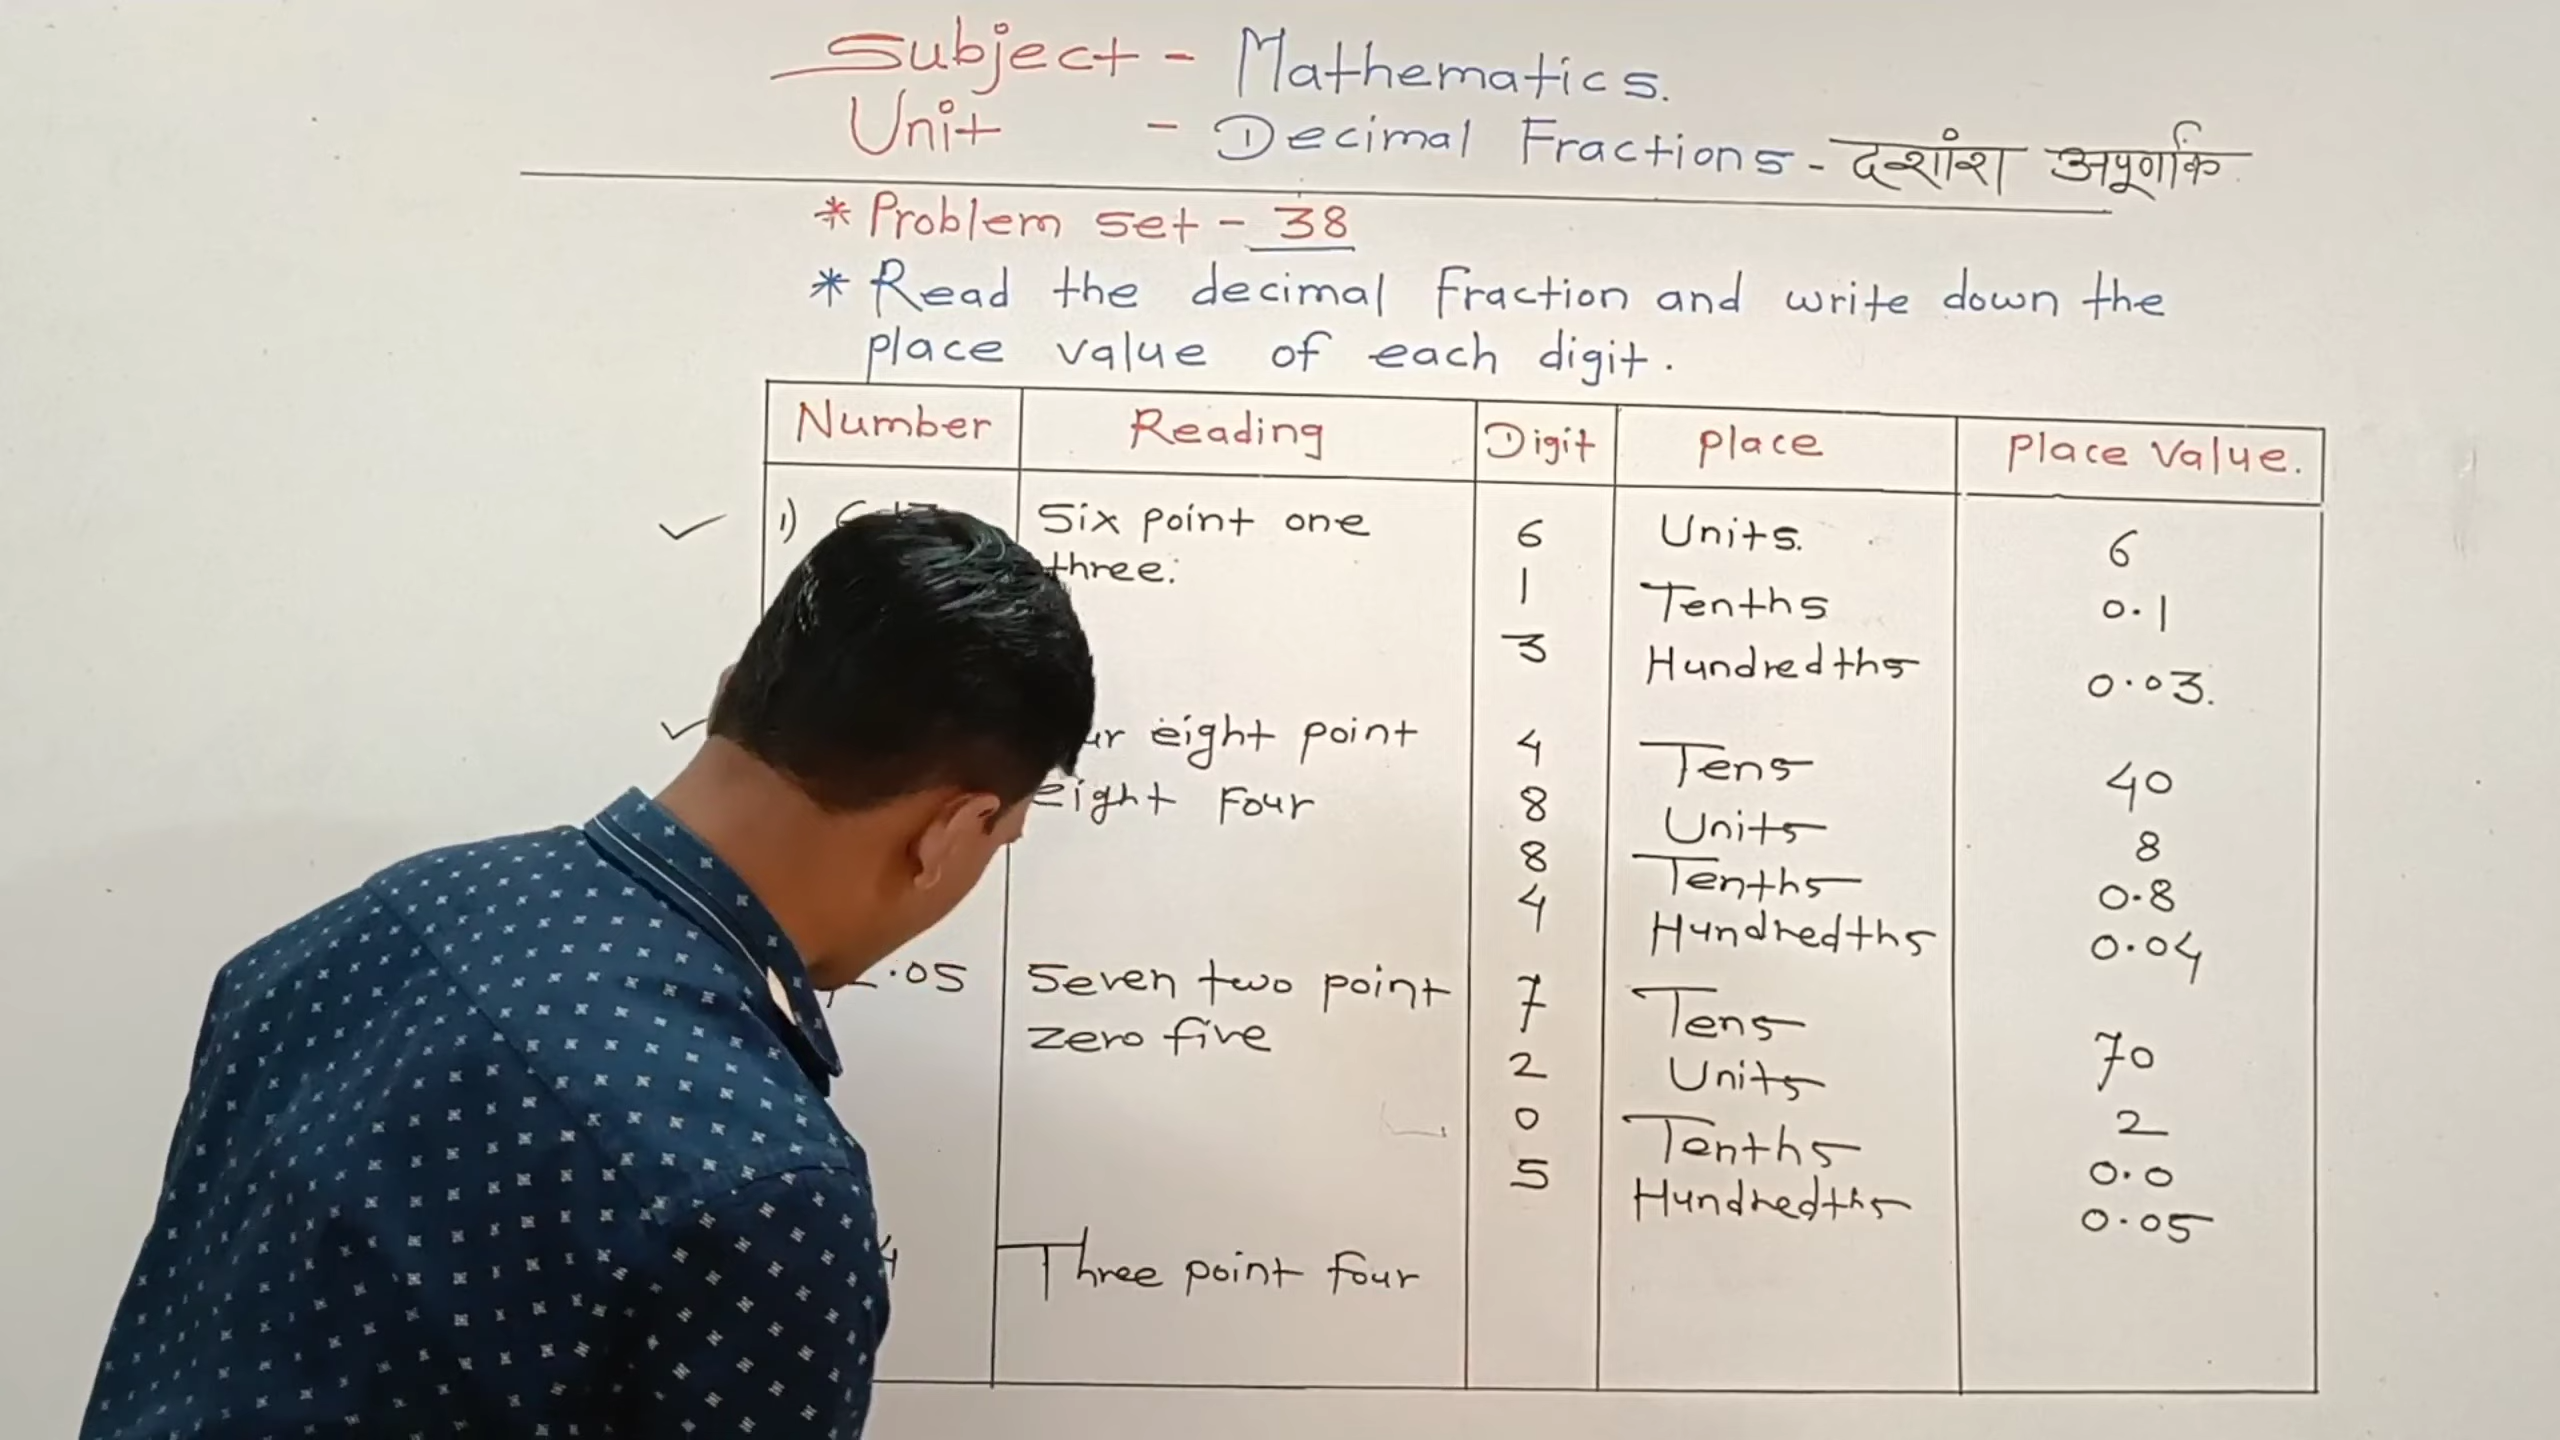 Subject - Mathematics.
Unit - Decimal Fractions - दशांश अपूर्णांक
* Problem set - 38
* Read the decimal Fraction and write down the
place value of each digit.
Number Reading Digit place place value.
1) Six point one 6 Units. 6
three. 1 Tenths 0.1
3 Hundredths 0.03.
eight point 4 Tens 40
eight Four 8 Units 8
8 Tenths 0.8
4 Hundredths 0.04
.05 Seven two point 7 Tens 70
zero five 2 Units 2
0 Tenths 0.0
5 Hundredths 0.05
4 Three point four